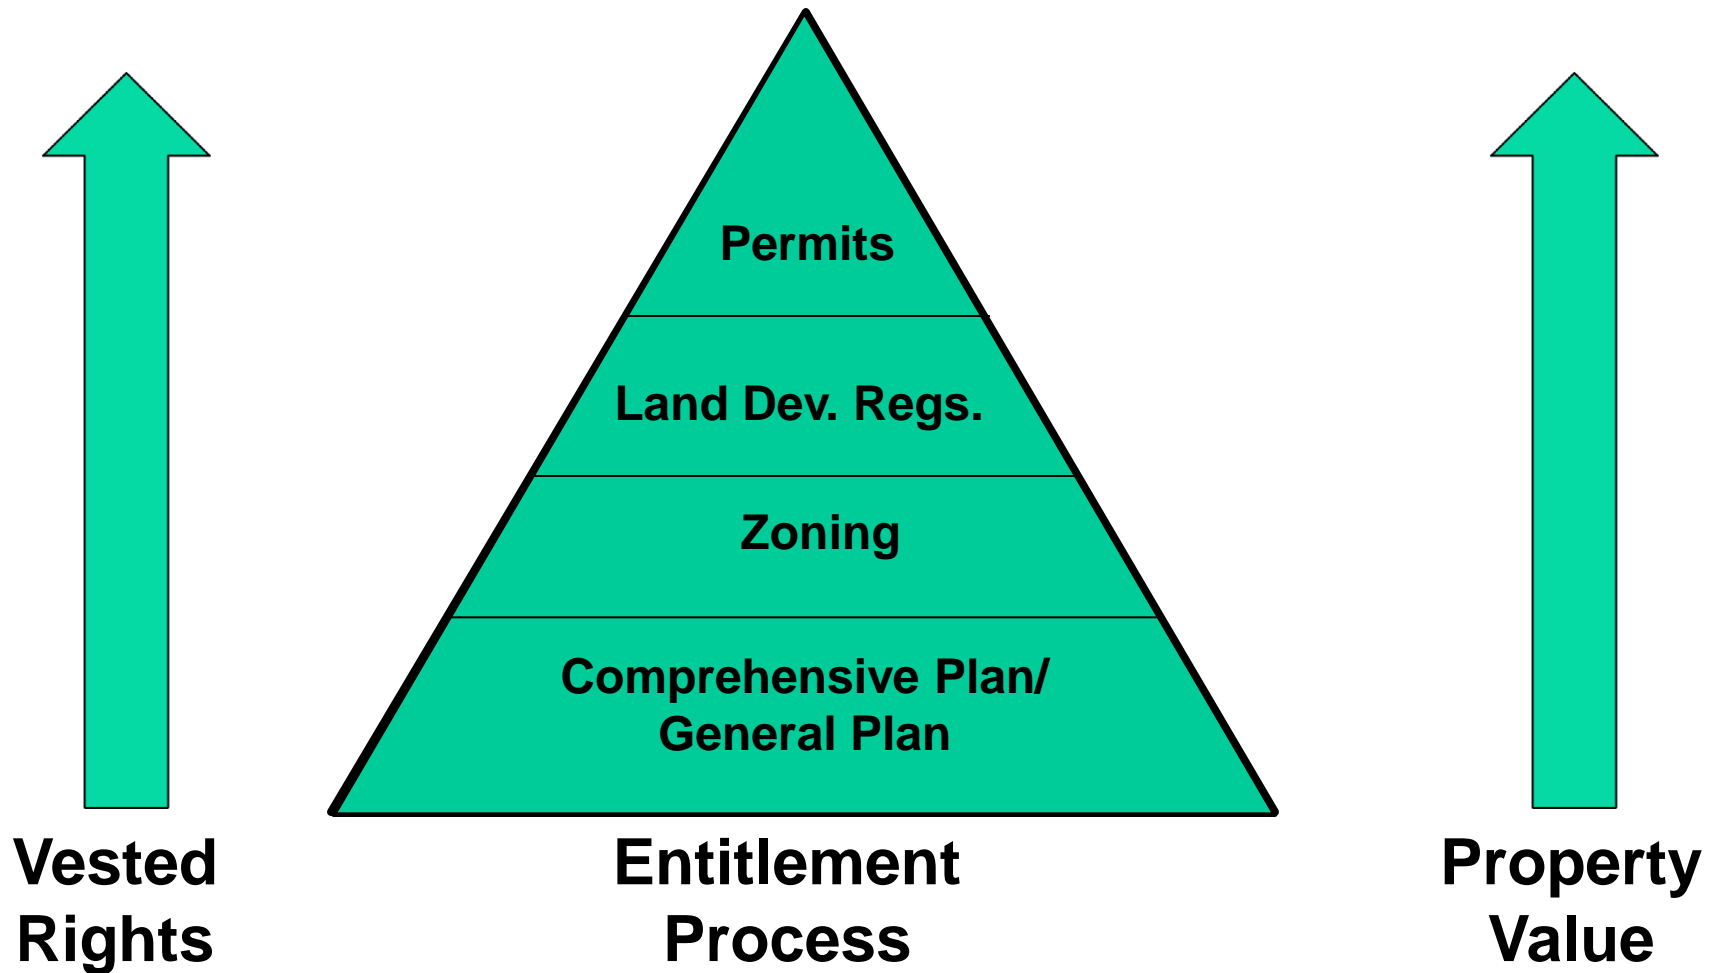 Permits
Land Dev. Regs.
Zoning
Comprehensive Plan/
General Plan
Vested
Rights
Entitlement
Process
Property
Value